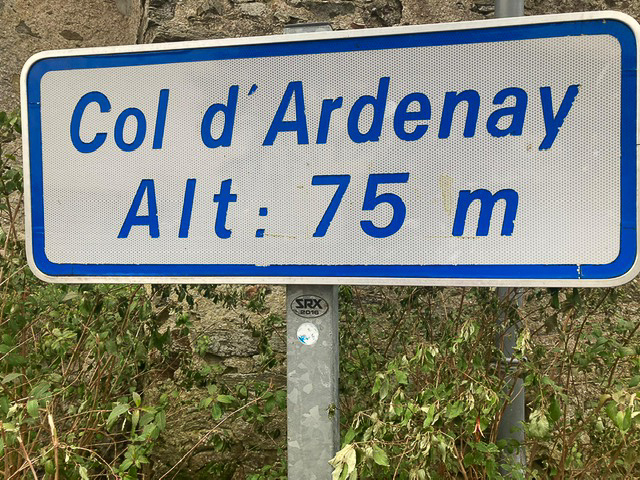 Col d'Ardenay
Alt: 75 m
SRX
2016